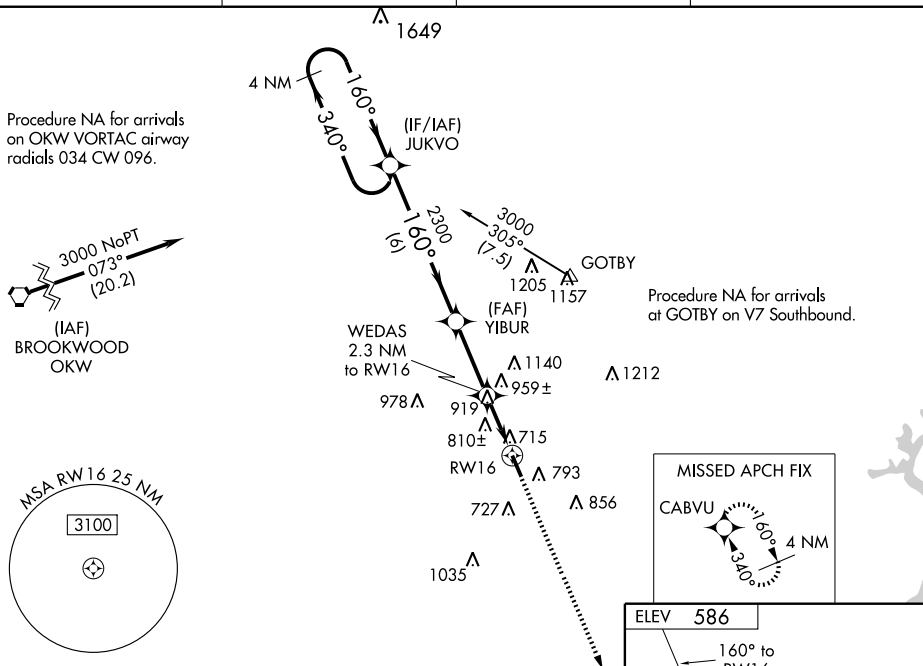 1649
4 NM
160°
340°
Procedure NA for arrivals
on OKW VORTAC airway
radials 034 CW 096.
(IF/IAF)
JUKVO
3000 NoPT
073°
(20.2)
(IAF)
BROOKWOOD
OKW
2300
160°
(6)
3000
305°
(7.5)
GOTBY
1205
1157
Procedure NA for arrivals
at GOTBY on V7 Southbound.
(FAF)
YIBUR
WEDAS
2.3 NM
to RW16
1140
959±
1212
978
919
810±
715
RW16
793
727
856
1035
MSA RW16 25 NM
3100
MISSED APCH FIX
CABVU
160°
340°
4 NM
ELEV 586
160° to
RW16